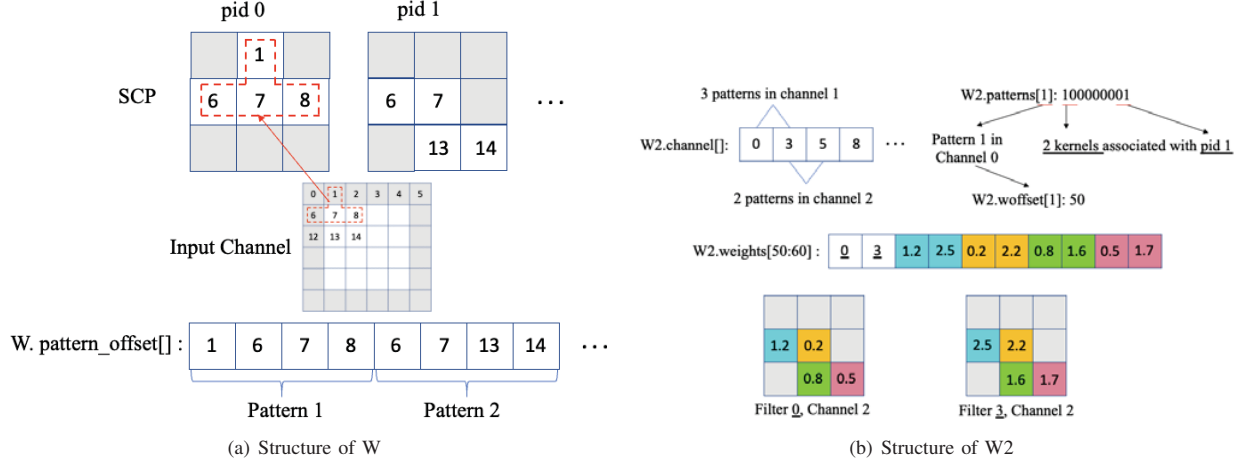 pid 0
pid 1
SCP
1
6 7 8
6 7
13 14
...
Input Channel
0 1 2 3 4 5
6 7 8
12 13 14
W. pattern_offset[] : 1 6 7 8 6 7 13 14 ...
Pattern 1
Pattern 2
(a) Structure of W
3 patterns in channel 1
W2.channel[]: 0 3 5 8 ...
2 patterns in channel 2
W2.patterns[1]: 100000001
Pattern 1 in
Channel 0
2 kernels associated with pid 1
W2.woffset[1]: 50
W2.weights[50:60] : 0 3 1.2 2.5 0.2 2.2 0.8 1.6 0.5 1.7
1.2 0.2
0.8 0.5
Filter 0, Channel 2
2.5 2.2
1.6 1.7
Filter 3, Channel 2
(b) Structure of W2